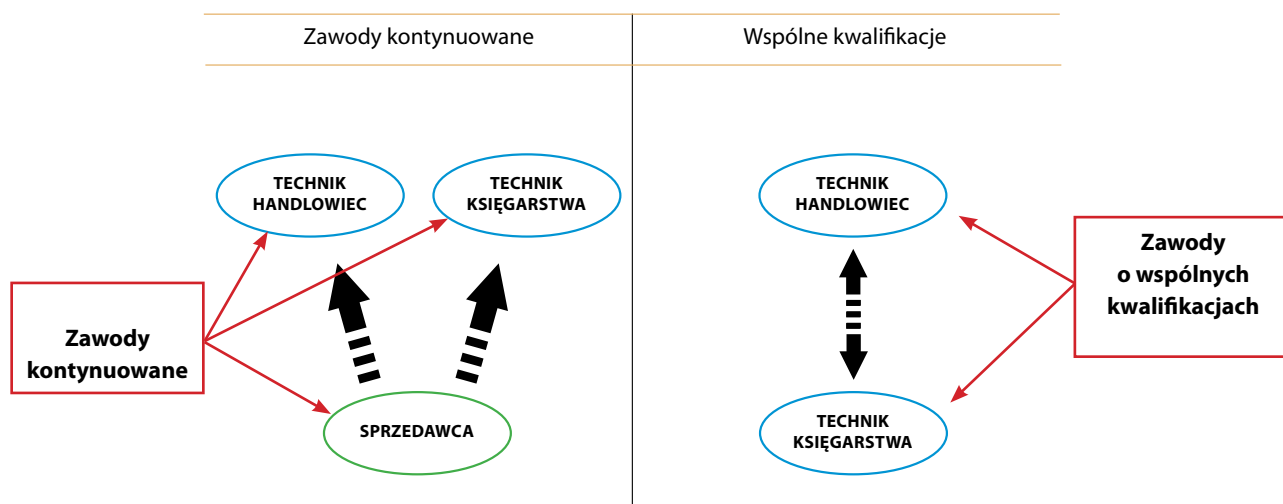 Zawody kontynuowane
Wspólne kwalifikacje
TECHNIK
HANDLOWIEC
TECHNIK
KSIĘGARSTWA
Zawody
kontynuowane
SPRZEDAWCA
TECHNIK
HANDLOWIEC
Zawody
o wspólnych
kwalifikacjach
TECHNIK
KSIĘGARSTWA